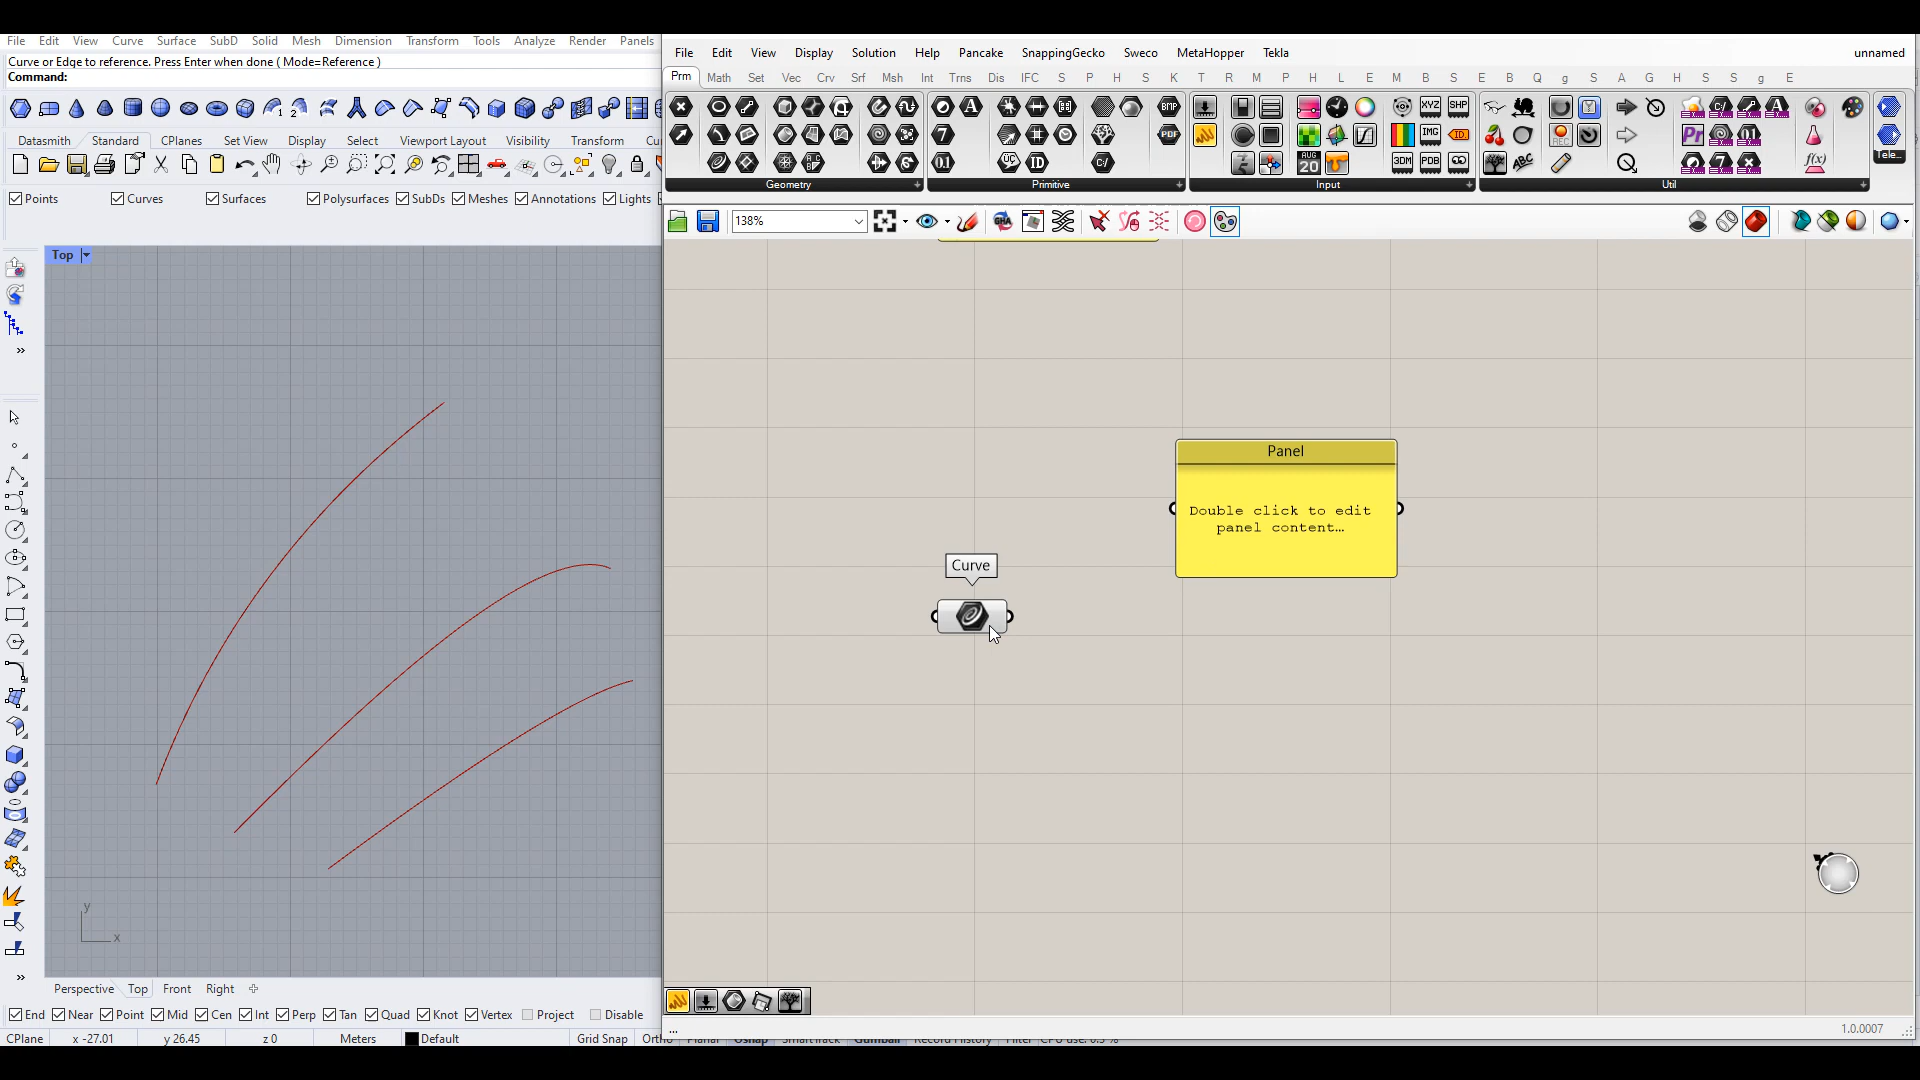 File Edit View Curve Surface SubD Solid Mesh Dimension Transform Tools Analyze Render Panels
Curve or Edge to reference. Press Enter when done ( Mode=Reference )
Command:
Datasmith Standard CPlanes Set View Display Select Viewport Layout Visibility Transform Cu
Points Curves Surfaces Polysurfaces SubDs Meshes Annotations Lights
Top
y
x
Perspective Top Front Right
End Near Point Mid Cen Int Perp Tan Quad Knot Vertex Project Disable
CPlane x -27.01 y 26.45 z 0 Meters Default Grid Snap Ortho Planar Osnap SmartTrack Gumball Record History Filter CPU use: 0.5 %
File Edit View Display Solution Help Pancake SnappingGecko Sweco MetaHopper Tekla unnamed
Prm Math Set Vec Crv Srf Msh Int Trns Dis IFC S P H S K T R M P H L E M B S E B Q g S A G H S S g E
Geometry Primitive Input Util Tele...
138%
Panel
Double click to edit
panel content…
Curve
... 1.0.0007